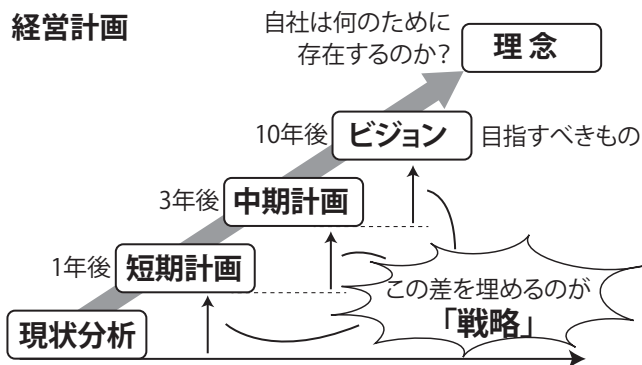 経営計画
自社は何のために
存在するのか?
理念
10年後
ビジョン
目指すべきもの
3年後
中期計画
1年後
短期計画
この差を埋めるのが
「戦略」
現状分析